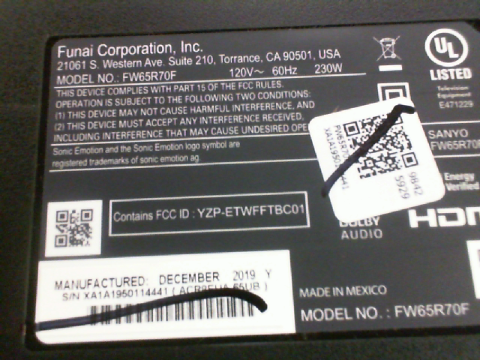 Funai Corporation, Inc.
21061 S. Western Ave. Suite 210, Torrance, CA 90501, USA
MODEL NO.: FW65R70F 120V~ 60Hz 230W
THIS DEVICE COMPLIES WITH PART 15 OF THE FCC RULES.
OPERATION IS SUBJECT TO THE FOLLOWING TWO CONDITIONS:
(1) THIS DEVICE MAY NOT CAUSE HARMFUL INTERFERENCE, AND
(2) THIS DEVICE MUST ACCEPT ANY INTERFERENCE RECEIVED,
INCLUDING INTERFERENCE THAT MAY CAUSE UNDESIRED
Sonic Emotion and the Sonic Emotion logo symbol are
registered trademarks of sonic emotion ag
UL
LISTED
Television
Equipment
E471229
SANYO
FW65R70F
9842
5929
Energy
Verified
DOLBY
AUDIO
HDMI
Contains FCC ID : YZP-ETWFFTBC01
MANUFACTURED: DECEMBER 2019 Y
S/N XA1A1950114441
MADE IN MEXICO
MODEL NO. : FW65R70F